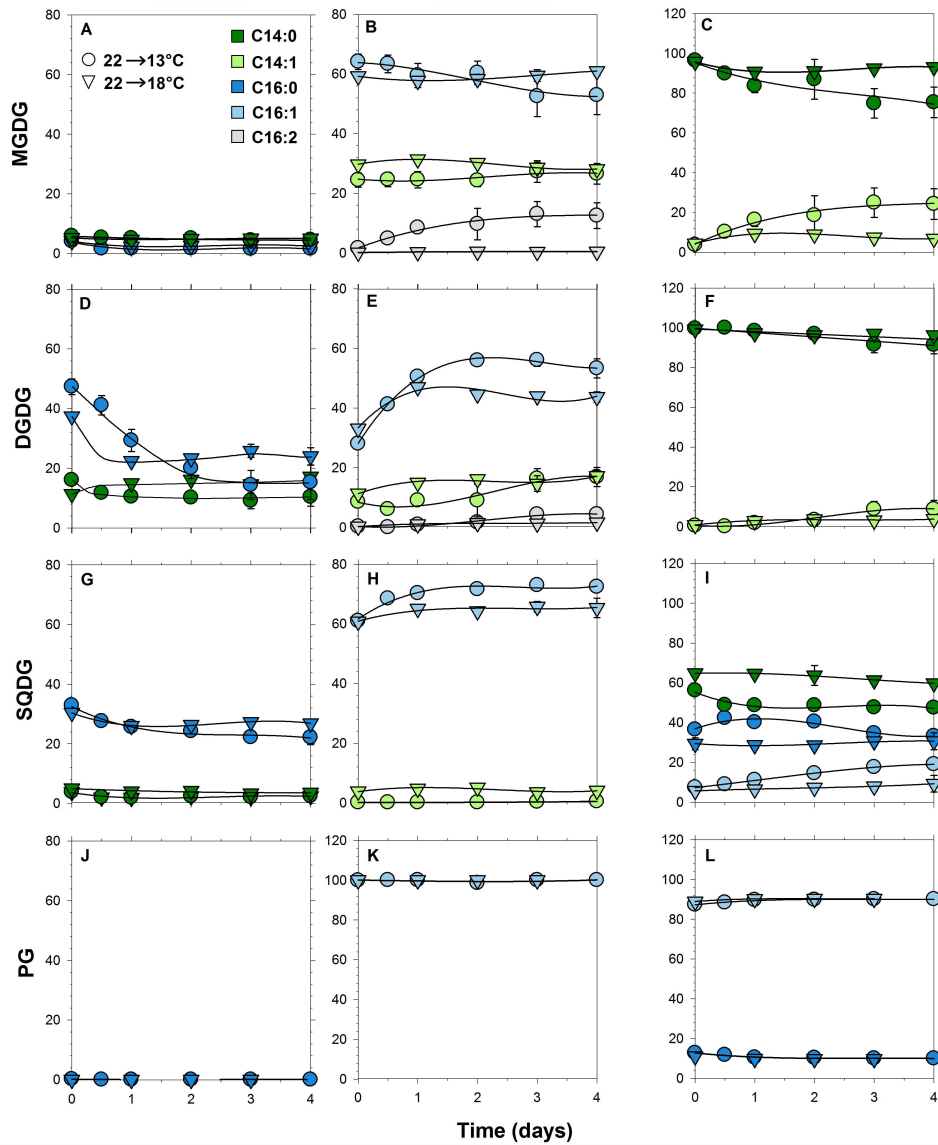 A
22 → 13°C
22 → 18°C
C14:0
C14:1
C16:0
C16:1
C16:2
80
60
40
20
0
MGDG
B
80
60
40
20
0
C
120
100
80
60
40
20
0
D
80
60
40
20
0
DGDG
E
80
60
40
20
0
F
120
100
80
60
40
20
0
G
80
60
40
20
0
SQDG
H
80
60
40
20
0
I
120
100
80
60
40
20
0
J
80
60
40
20
0
PG
0 1 2 3 4
K
120
100
80
60
40
20
0
0 1 2 3 4
L
120
100
80
60
40
20
0
0 1 2 3 4
Time (days)